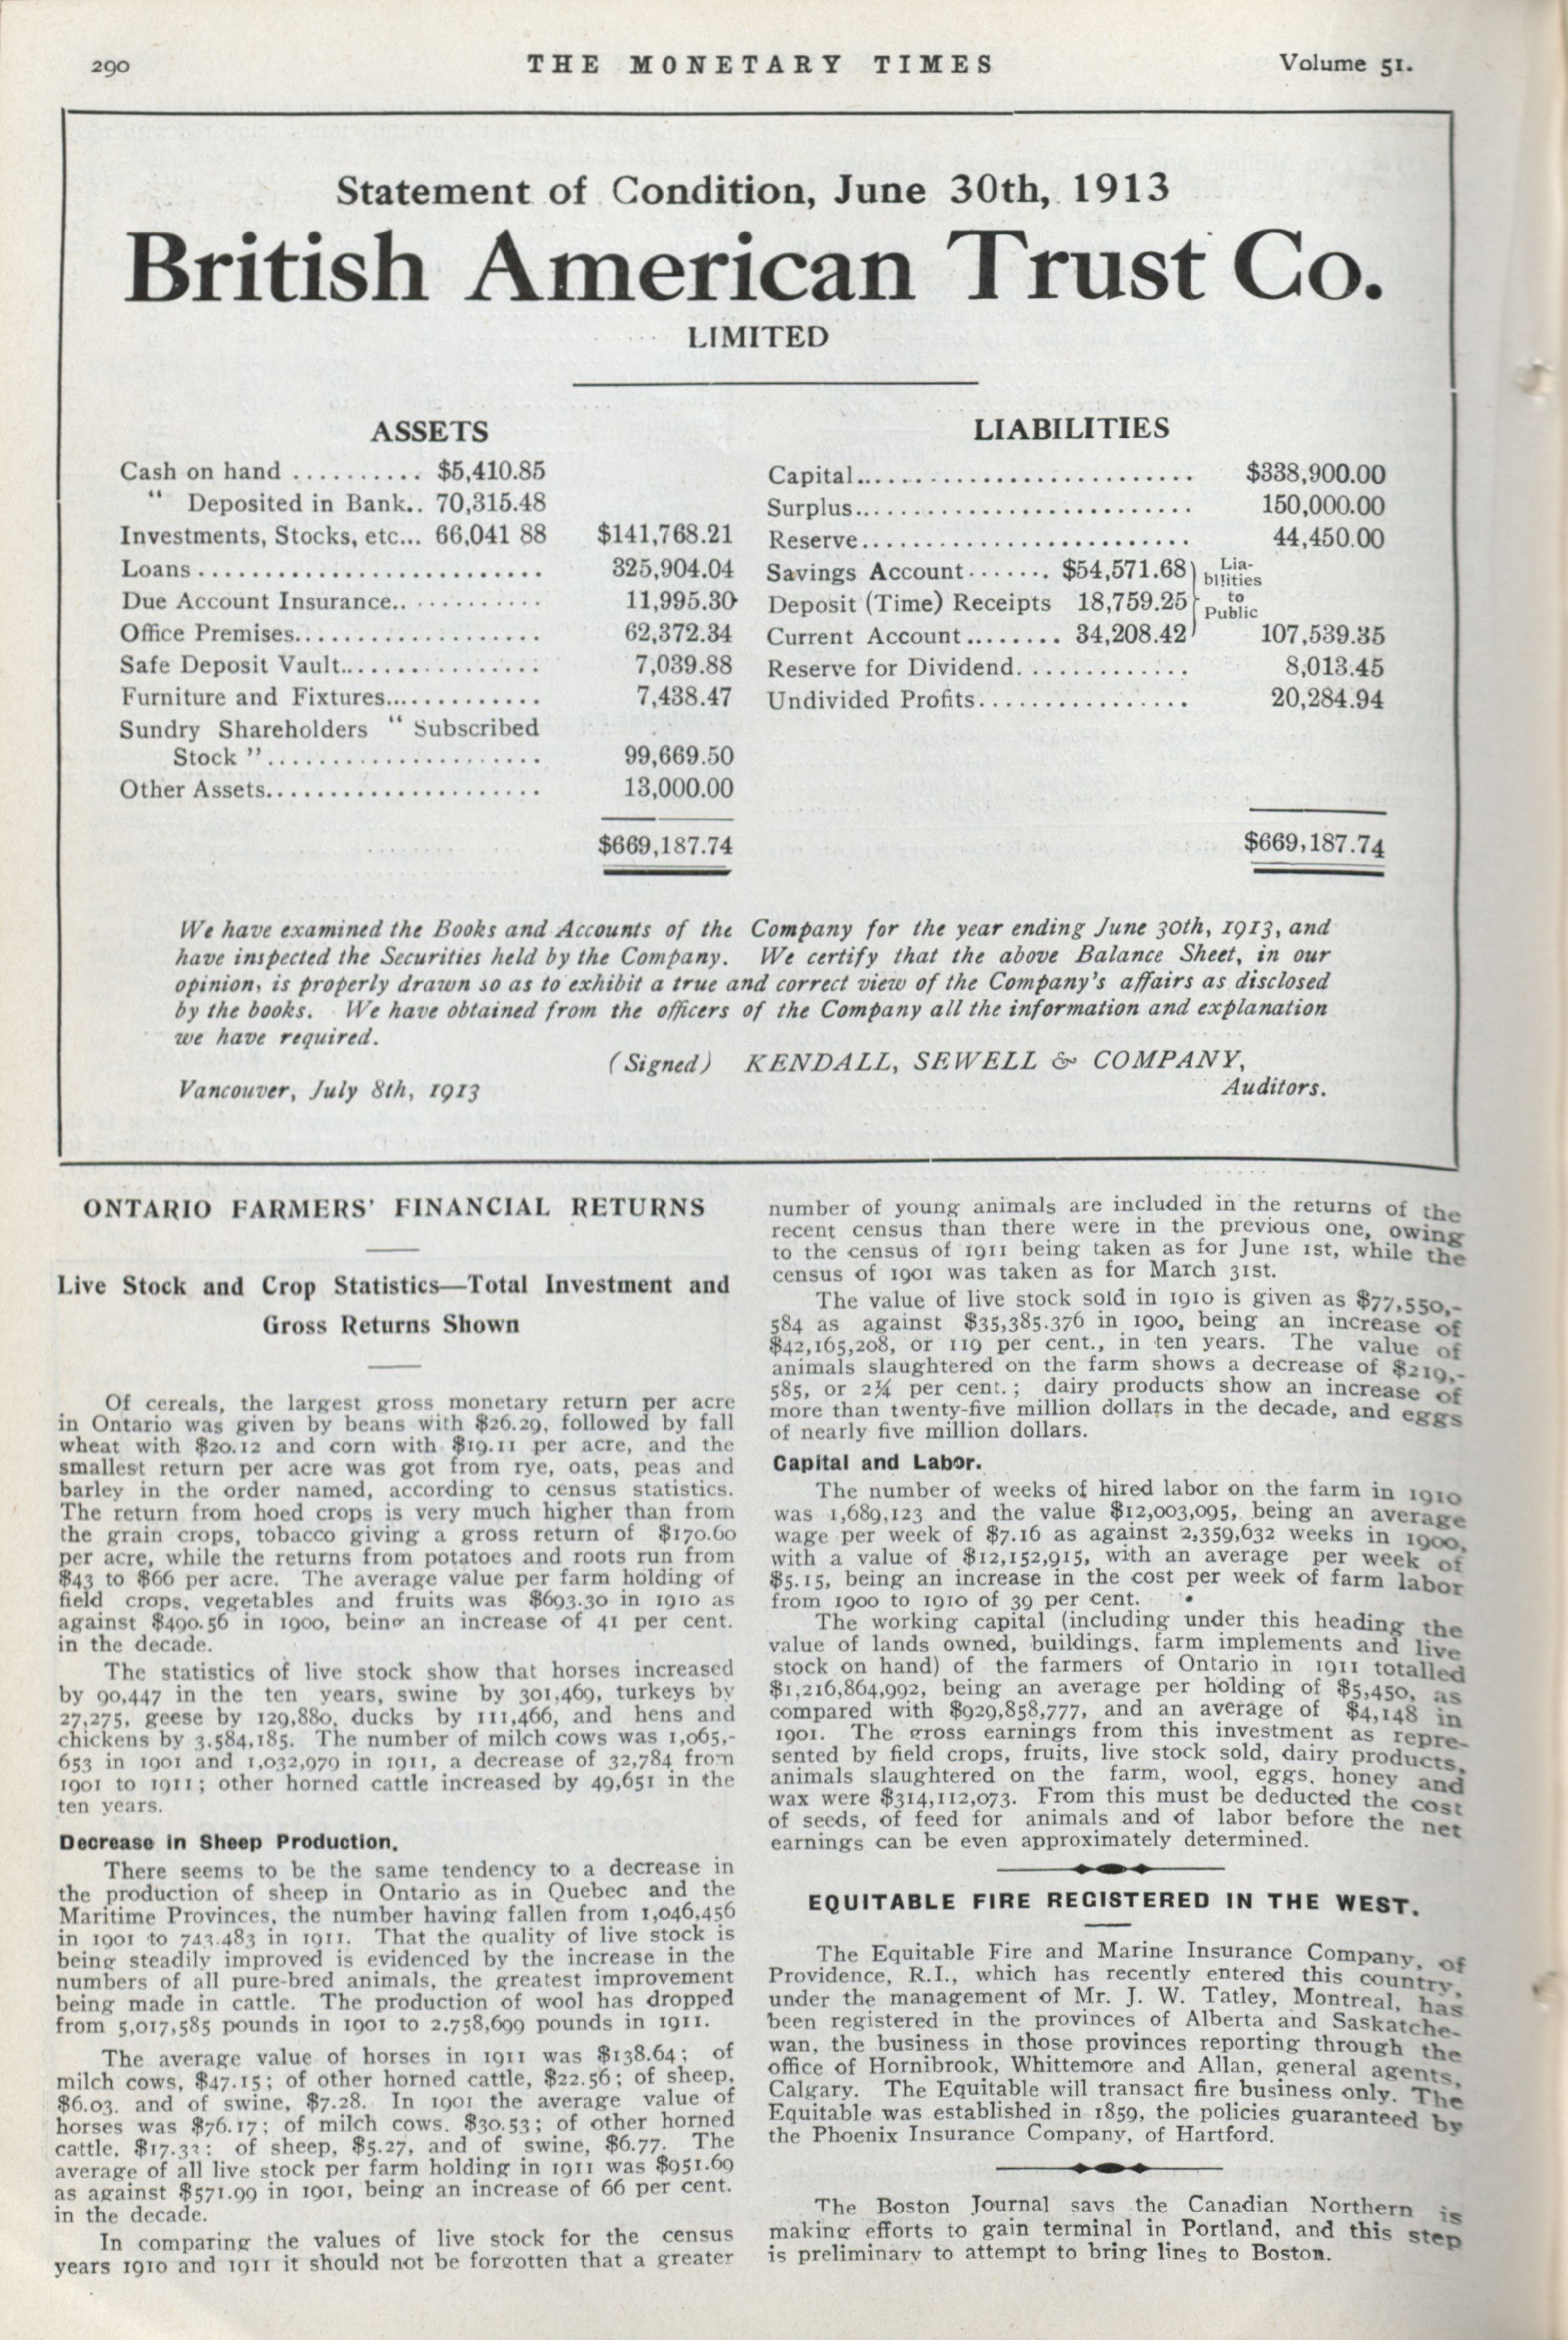 290
THE MONETARY TIMES
Volume 51.
Statement of Condition, June 30th, 1913
British American Trust Co.
LIMITED
ASSETS
Cash on hand .......... $5,410.85
“ Deposited in Bank.. 70,315.48
Investments, Stocks, etc... 66,041 88 $141,768.21
Loans.......................... 325,904.04
Due Account Insurance............. 11,995.30
Office Premises................... 62,372.34
Safe Deposit Vault................ 7,039.88
Furniture and Fixtures............ 7,438.47
Sundry Shareholders “ Subscribed
Stock ”..................... 99,669.50
Other Assets..................... 13,000.00
$669,187.74
LIABILITIES
Capital.......................... $338,900.00
Surplus.......................... 150,000.00
Reserve.......................... 44,450.00
Savings Account....... $54,571.68 Lia-
bilities
Deposit (Time) Receipts 18,759.25 to
Public
Current Account........ 34,208.42 107,539.35
Reserve for Dividend............. 8,013.45
Undivided Profits................ 20,284.94
$669,187.74
We have examined the Books and Accounts of the Company for the year ending June 30th, 1913, and
have inspected the Securities held by the Company. We certify that the above Balance Sheet, in our
opinion, is properly drawn so as to exhibit a true and correct view of the Company's affairs as disclosed
by the books. We have obtained from the officers of the Company all the information and explanation
we have required.
(Signed) KENDALL, SEWELL & COMPANY,
Vancouver, July 8th, 1913 Auditors.
ONTARIO FARMERS' FINANCIAL RETURNS
Live Stock and Crop Statistics—Total Investment and
Gross Returns Shown
Of cereals, the largest gross monetary return per acre
in Ontario was given by beans with $26.29, followed by fall
wheat with $20.12 and corn with $19.11 per acre, and the
smallest return per acre was got from rye, oats, peas and
barley in the order named, according to census statistics.
The return from hoed crops is very much higher than from
the grain crops, tobacco giving a gross return of $170.60
per acre, while the returns from potatoes and roots run from
$43 to $66 per acre. The average value per farm holding of
field crops, vegetables and fruits was $693.30 in 1910 as
against $490.56 in 1900, being an increase of 41 per cent.
in the decade.
The statistics of live stock show that horses increased
by 90,447 in the ten years, swine by 301,469, turkeys by
27,275, geese by 129,880, ducks by 111,466, and hens and
chickens by 3,584,185. The number of milch cows was 1,065,-
653 in 1901 and 1,032,979 in 1911, a decrease of 32,784 from
1901 to 1911; other horned cattle increased by 49,651 in the
ten years.
Decrease in Sheep Production.
There seems to be the same tendency to a decrease in
the production of sheep in Ontario as in Quebec and the
Maritime Provinces, the number having fallen from 1,046,456
in 1901 to 743,483 in 1911. That the quality of live stock is
being steadily improved is evidenced by the increase in the
numbers of all pure-bred animals, the greatest improvement
being made in cattle. The production of wool has dropped
from 5,017,585 pounds in 1901 to 2,758,699 pounds in 1911.
The average value of horses in 1911 was $138.64; of
milch cows, $47.15; of other horned cattle, $22.56; of sheep,
$6.03, and of swine, $7.28. In 1901 the average value of
horses was $76.17; of milch cows, $30.53; of other horned
cattle, $17.33; of sheep, $5.27, and of swine, $6.77. The
average of all live stock per farm holding in 1911 was $951.69
as against $571.99 in 1901, being an increase of 66 per cent.
in the decade.
In comparing the values of live stock for the census
years 1910 and 1911 it should not be forgotten that a greater
number of young animals are included in the returns of the
recent census than there were in the previous one, owing
to the census of 1911 being taken as for June 1st, while the
census of 1901 was taken as for March 31st.
The value of live stock sold in 1910 is given as $77,550,-
584 as against $35,385.376 in 1900, being an increase of
$42,165,208, or 119 per cent., in ten years. The value of
animals slaughtered on the farm shows a decrease of $219,-
585, or 2¼ per cent.; dairy products show an increase of
more than twenty-five million dollars in the decade, and eggs
of nearly five million dollars.
Capital and Labor.
The number of weeks of hired labor on the farm in 1910
was 1,689,123 and the value $12,003,095, being an average
wage per week of $7.16 as against 2,359,632 weeks in 1900,
with a value of $12,152,915, with an average per week of
$5.15, being an increase in the cost per week of farm labor
from 1900 to 1910 of 39 per cent.
The working capital (including under this heading the
value of lands owned, buildings, farm implements and live
stock on hand) of the farmers of Ontario in 1911 totalled
$1,216,864,992, being an average per holding of $5,450, as
compared with $929,858,777, and an average of $4,148 in
1901. The gross earnings from this investment as repre-
sented by field crops, fruits, live stock sold, dairy products,
animals slaughtered on the farm, wool, eggs, honey and
wax were $314,112,073. From this must be deducted the cost
of seeds, of feed for animals and of labor before the net
earnings can be even approximately determined.
EQUITABLE FIRE REGISTERED IN THE WEST.
The Equitable Fire and Marine Insurance Company, of
Providence, R.I., which has recently entered this country,
under the management of Mr. J. W. Tatley, Montreal, has
been registered in the provinces of Alberta and Saskatche-
wan, the business in those provinces reporting through the
office of Hornibrook, Whittemore and Allan, general agents,
Calgary. The Equitable will transact fire business only. The
Equitable was established in 1859, the policies guaranteed by
the Phoenix Insurance Company, of Hartford.
The Boston Journal says the Canadian Northern is
making efforts to gain terminal in Portland, and this step
is preliminary to attempt to bring lines to Boston.